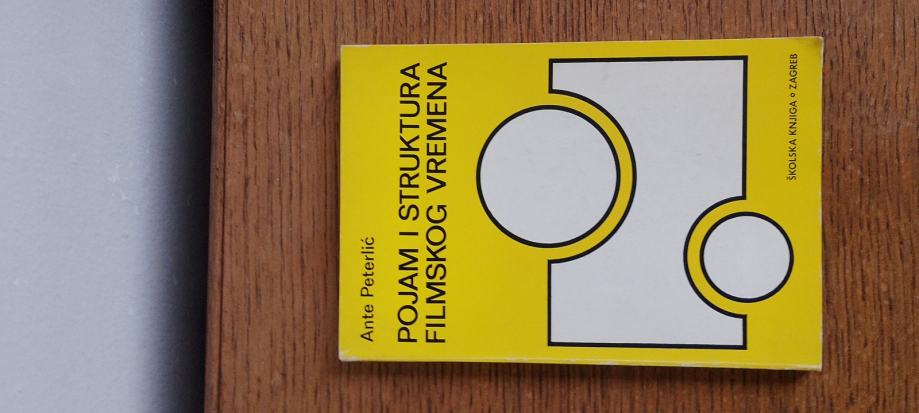 Ante Peterlić
POJAM I STRUKTURA
FILMSKOG VREMENA
ŠKOLSKA KNJIGA • ZAGREB